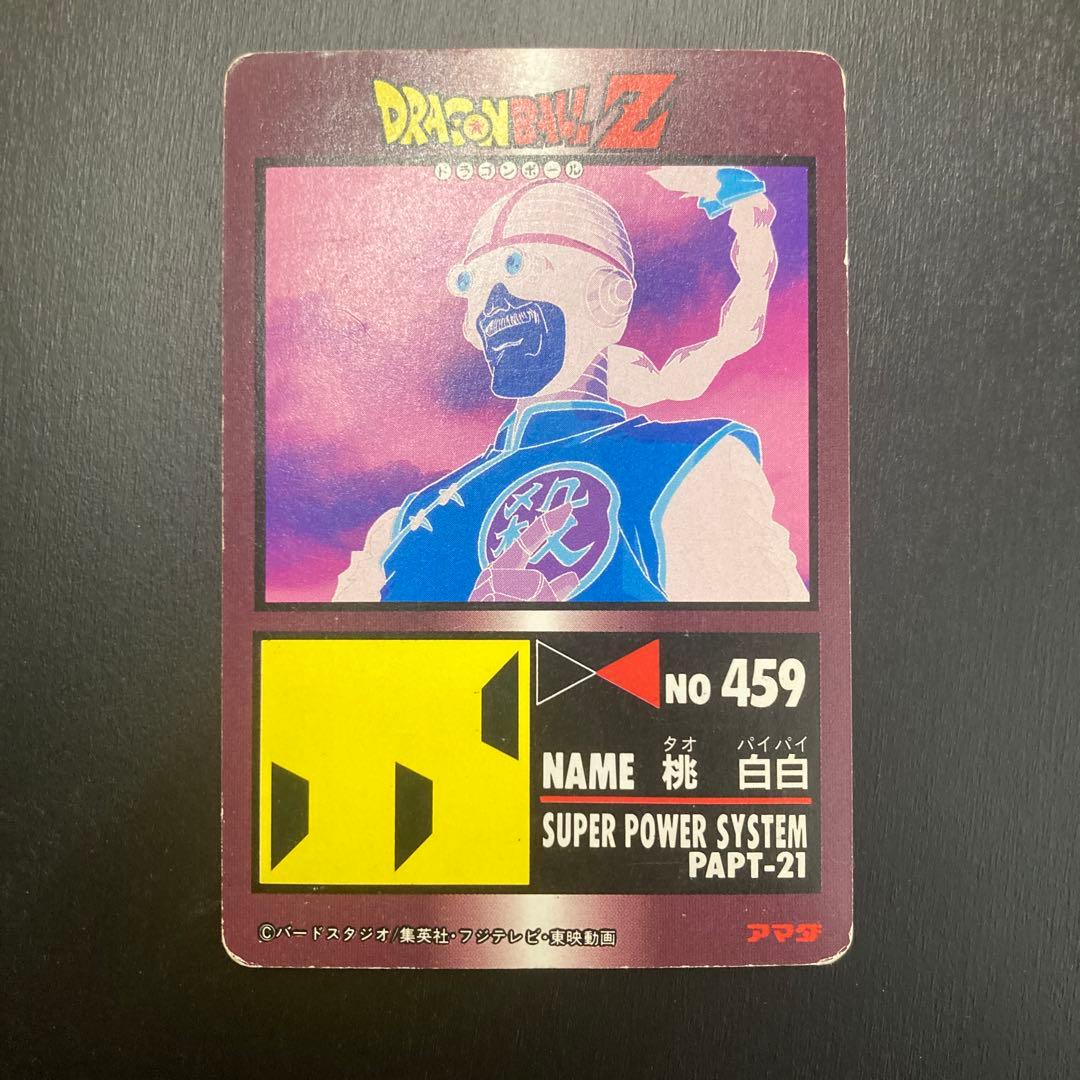 DRAGON BALL Z
ドラゴンボール
殺
NO 459
タオ パイパイ
NAME 桃 白白
SUPER POWER SYSTEM
PAPT-21
©バードスタジオ/集英社・フジテレビ・東映動画
アマダ